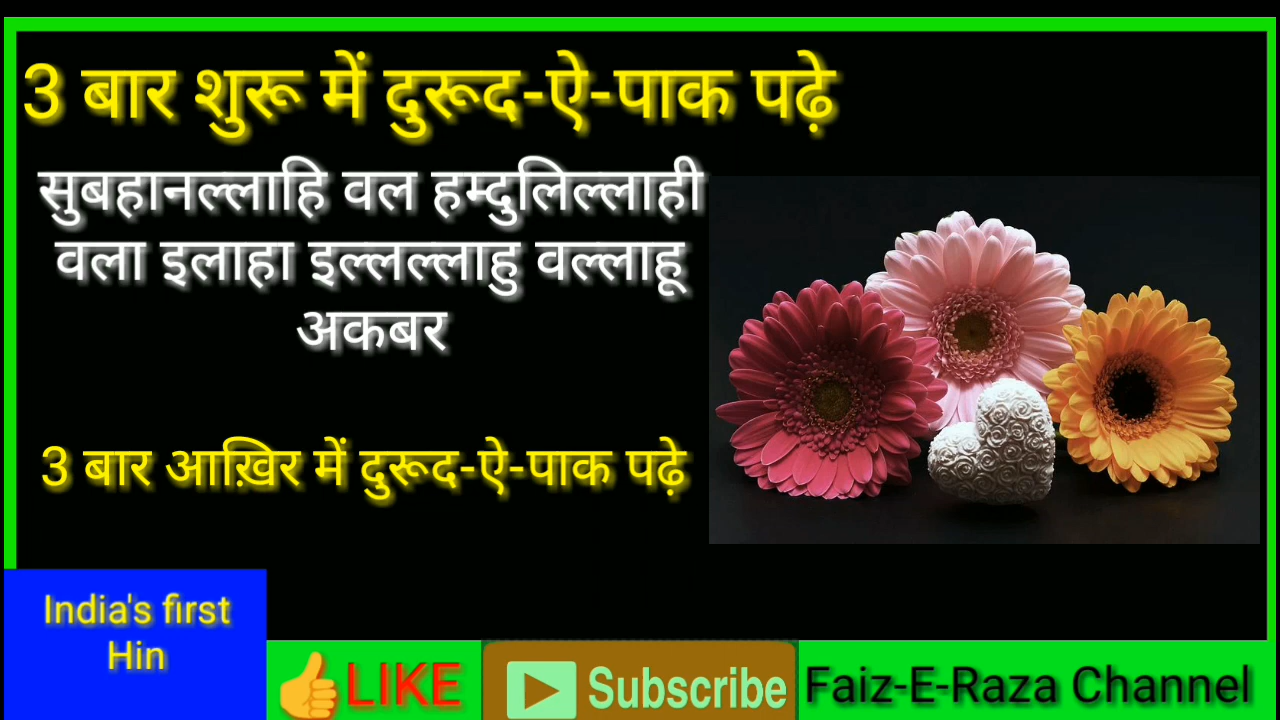 3 बार शुरू में दुरूद-ऐ-पाक पढ़े
सुबहानल्लाहि वल हम्दुलिल्लाही
वला इलाहा इल्लल्लाहु वल्लाहू
अकबर
3 बार आख़िर में दुरूद-ऐ-पाक पढ़े
India's first
Hin
LIKE
Subscribe
Faiz-E-Raza Channel